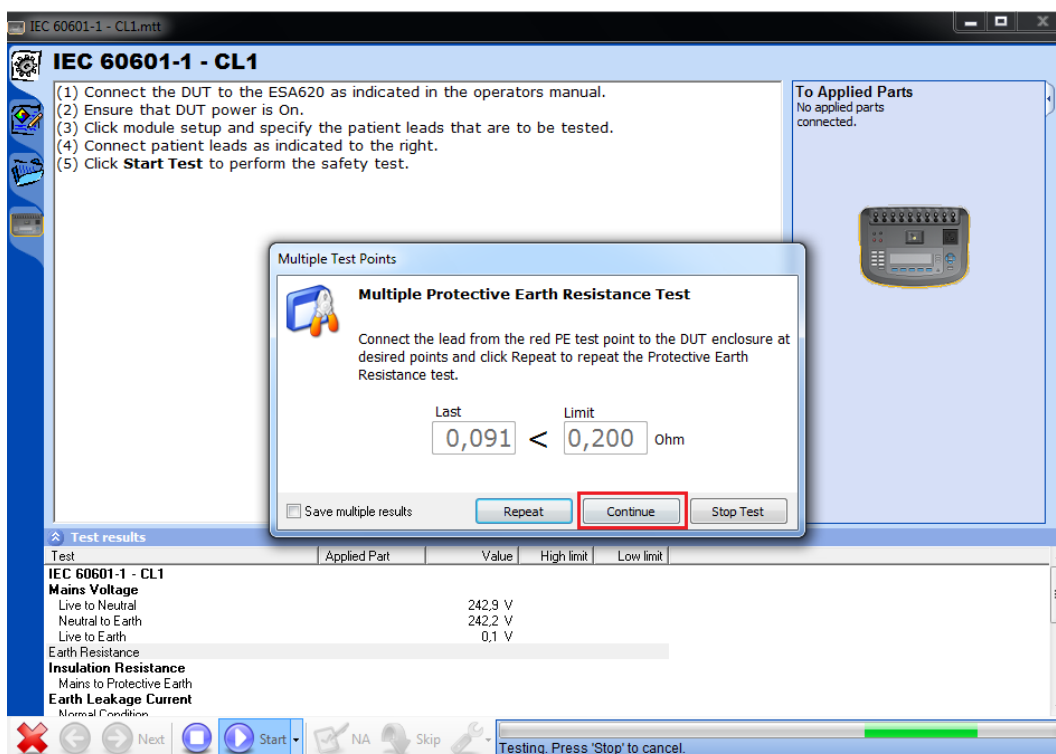 IEC 60601-1 - CL1.mtt
IEC 60601-1 - CL1
(1) Connect the DUT to the ESA620 as indicated in the operators manual.
(2) Ensure that DUT power is On.
(3) Click module setup and specify the patient leads that are to be tested.
(4) Connect patient leads as indicated to the right.
(5) Click Start Test to perform the safety test.
To Applied Parts
No applied parts
connected.
Multiple Test Points
Multiple Protective Earth Resistance Test
Connect the lead from the red PE test point to the DUT enclosure at
desired points and click Repeat to repeat the Protective Earth
Resistance test.
Last Limit
0,091 < 0,200 Ohm
Save multiple results Repeat Continue Stop Test
Test results
Test Applied Part Value High limit Low limit
IEC 60601-1 - CL1
Mains Voltage
Live to Neutral 242,9 V
Neutral to Earth 242,2 V
Live to Earth 0,1 V
Earth Resistance
Insulation Resistance
Mains to Protective Earth
Earth Leakage Current
Normal Condition
Next Start NA Skip Testing. Press 'Stop' to cancel.